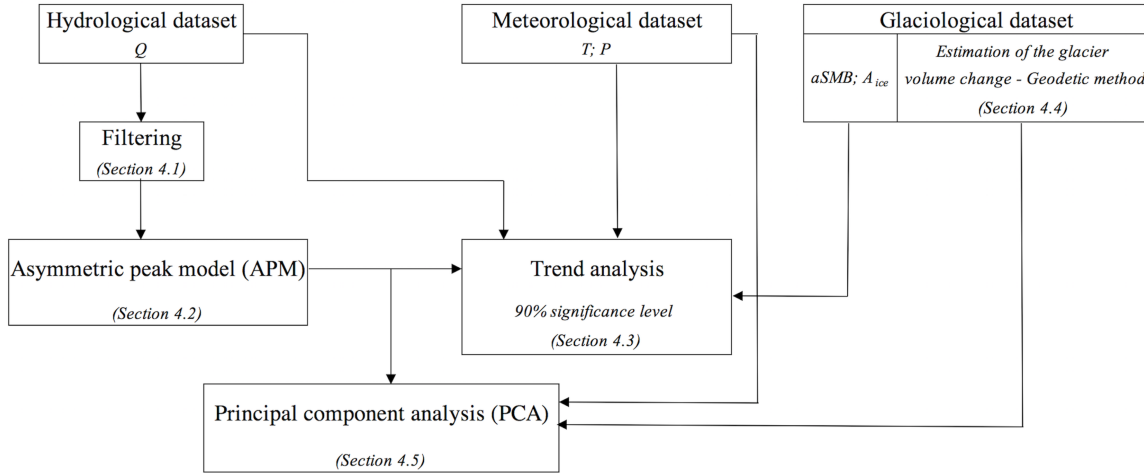 Hydrological dataset
Q
Meteorological dataset
T; P
Glaciological dataset
aSMB; A ice
Estimation of the glacier
volume change - Geodetic method
(Section 4.4)
Filtering
(Section 4.1)
Asymmetric peak model (APM)
(Section 4.2)
Trend analysis
90% significance level
(Section 4.3)
Principal component analysis (PCA)
(Section 4.5)